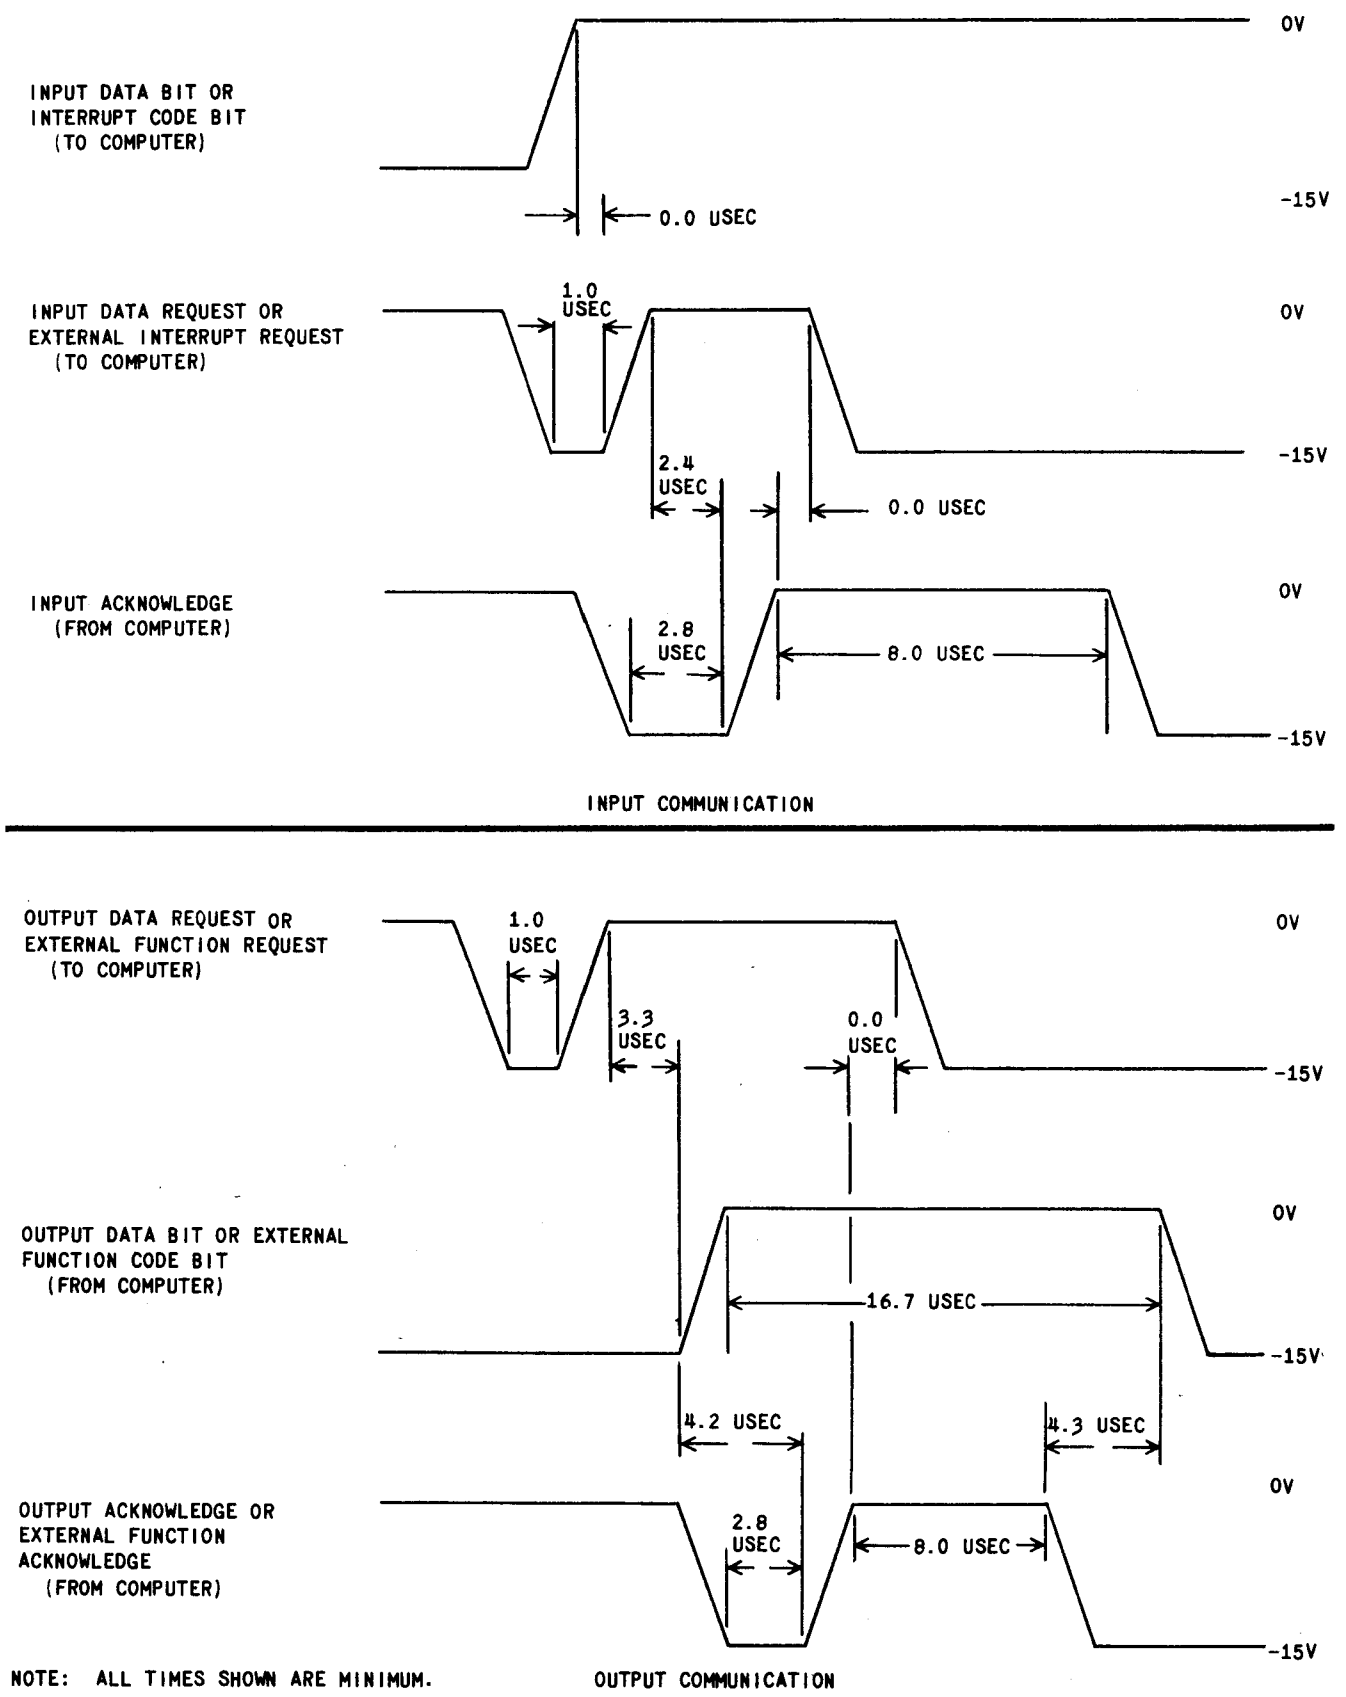 0V
INPUT DATA BIT OR
INTERRUPT CODE BIT
(TO COMPUTER)
-15V
0.0 USEC
1.0
USEC
INPUT DATA REQUEST OR
EXTERNAL INTERRUPT REQUEST
(TO COMPUTER)
0V
-15V
2.4
USEC
0.0 USEC
INPUT ACKNOWLEDGE
(FROM COMPUTER)
0V
2.8
USEC
8.0 USEC
-15V
INPUT COMMUNICATION
OUTPUT DATA REQUEST OR
EXTERNAL FUNCTION REQUEST
(TO COMPUTER)
1.0
USEC
0V
3.3
USEC
0.0
USEC
-15V
OUTPUT DATA BIT OR EXTERNAL
FUNCTION CODE BIT
(FROM COMPUTER)
0V
16.7 USEC
-15V
4.2 USEC
4.3 USEC
0V
OUTPUT ACKNOWLEDGE OR
EXTERNAL FUNCTION
ACKNOWLEDGE
(FROM COMPUTER)
2.8
USEC
8.0 USEC
-15V
NOTE: ALL TIMES SHOWN ARE MINIMUM.
OUTPUT COMMUNICATION